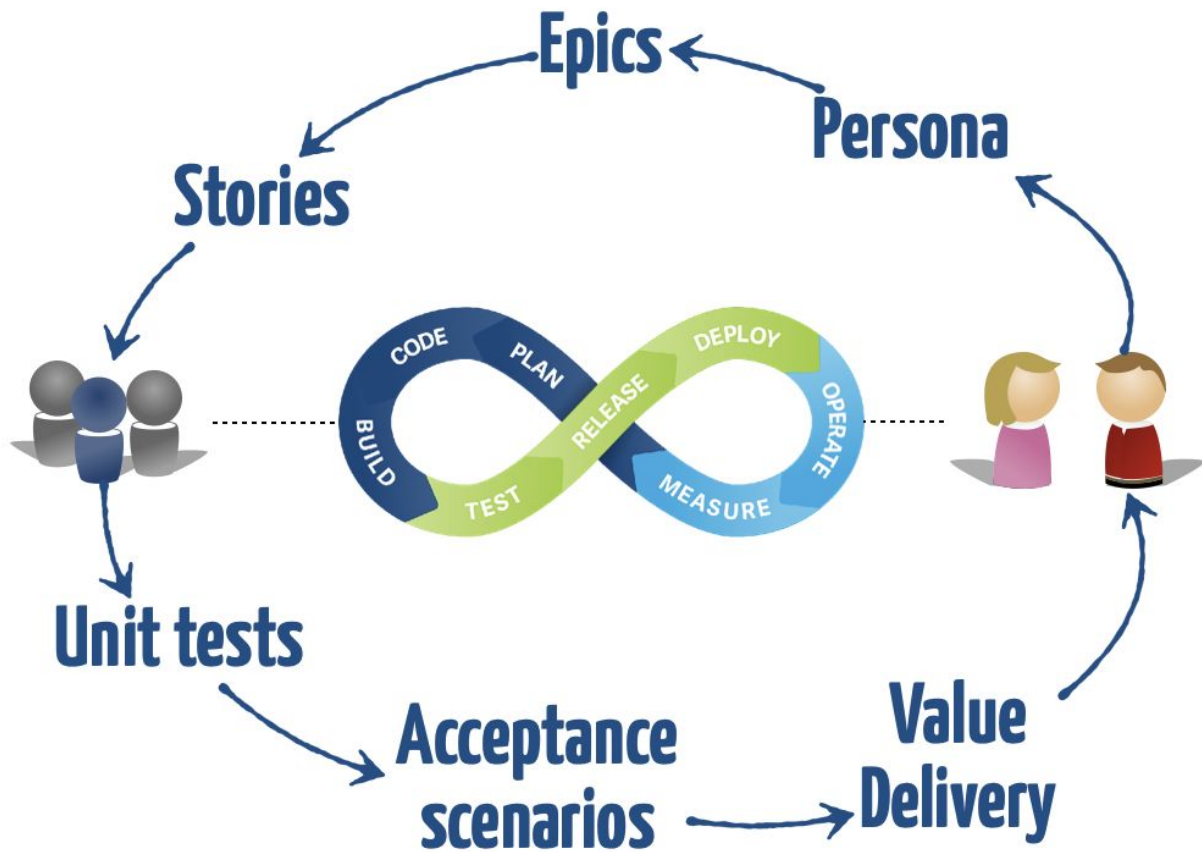 Epics
Persona
Stories
CODE
PLAN
BUILD
TEST
RELEASE
DEPLOY
OPERATE
MEASURE
Unit tests
Acceptance
scenarios
Value
Delivery